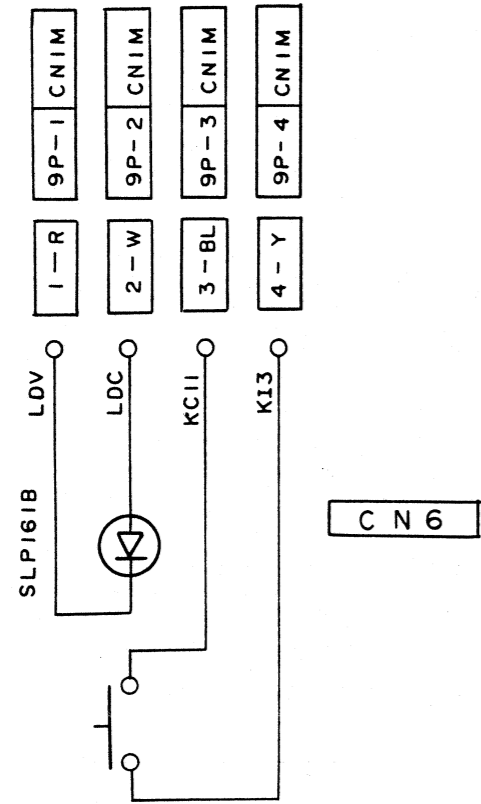 9P-1 CN1M
9P-2 CN1M
9P-3 CN1M
9P-4 CN1M
1-R
2-W
3-BL
4-Y
LDV
LDC
KC11
K13
SLP161B
CN6